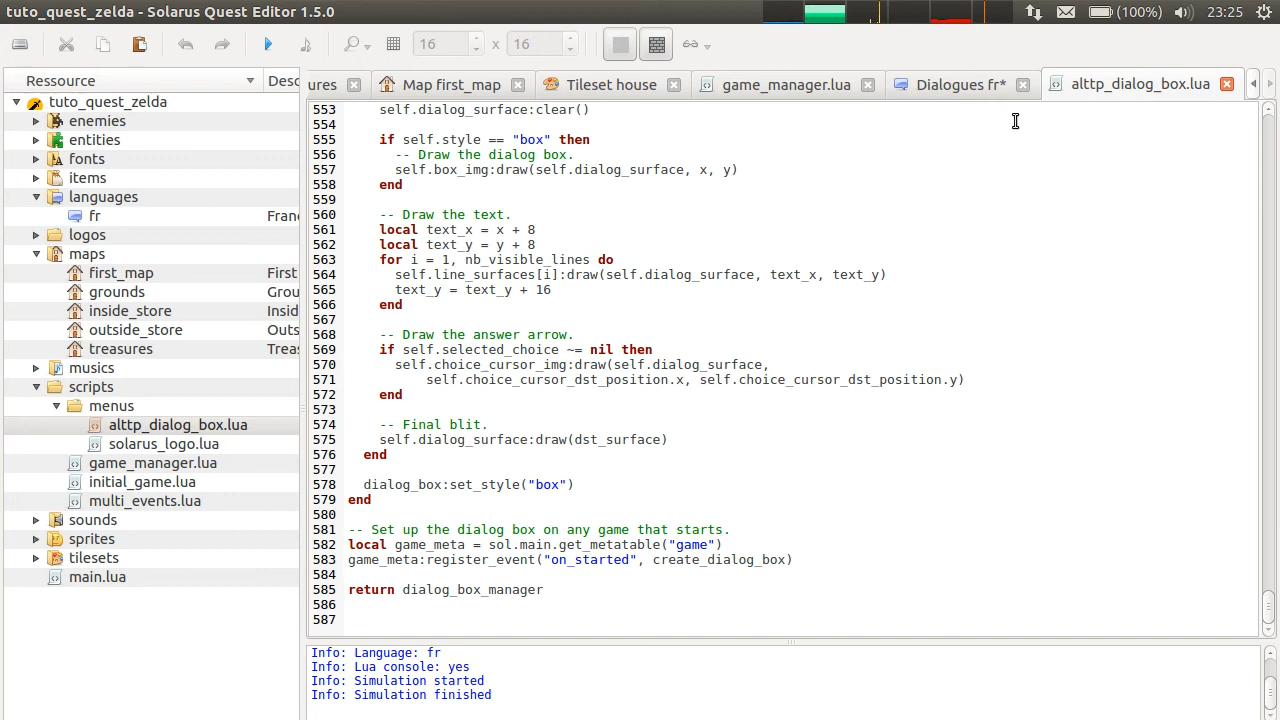 tuto_quest_zelda - Solarus Quest Editor 1.5.0
(100%)
23:25
16 x 16
Ressource
Desc
ures
Map first_map
Tileset house
game_manager.lua
Dialogues fr*
alttp_dialog_box.lua
tuto_quest_zelda
enemies
entities
fonts
items
languages
fr Franç
logos
maps
first_map First
grounds Grou
inside_store Insid
outside_store Outs
treasures Treas
musics
scripts
menus
alttp_dialog_box.lua
solarus_logo.lua
game_manager.lua
initial_game.lua
multi_events.lua
sounds
sprites
tilesets
main.lua
553 self.dialog_surface:clear()
554
555 if self.style == "box" then
556 -- Draw the dialog box.
557 self.box_img:draw(self.dialog_surface, x, y)
558 end
559
560 -- Draw the text.
561 local text_x = x + 8
562 local text_y = y + 8
563 for i = 1, nb_visible_lines do
564 self.line_surfaces[i]:draw(self.dialog_surface, text_x, text_y)
565 text_y = text_y + 16
566 end
567
568 -- Draw the answer arrow.
569 if self.selected_choice ~= nil then
570 self.choice_cursor_img:draw(self.dialog_surface,
571 self.choice_cursor_dst_position.x, self.choice_cursor_dst_position.y)
572 end
573
574 -- Final blit.
575 self.dialog_surface:draw(dst_surface)
576 end
577
578 dialog_box:set_style("box")
579 end
580
581 -- Set up the dialog box on any game that starts.
582 local game_meta = sol.main.get_metatable("game")
583 game_meta:register_event("on_started", create_dialog_box)
584
585 return dialog_box_manager
586
587
Info: Language: fr
Info: Lua console: yes
Info: Simulation started
Info: Simulation finished